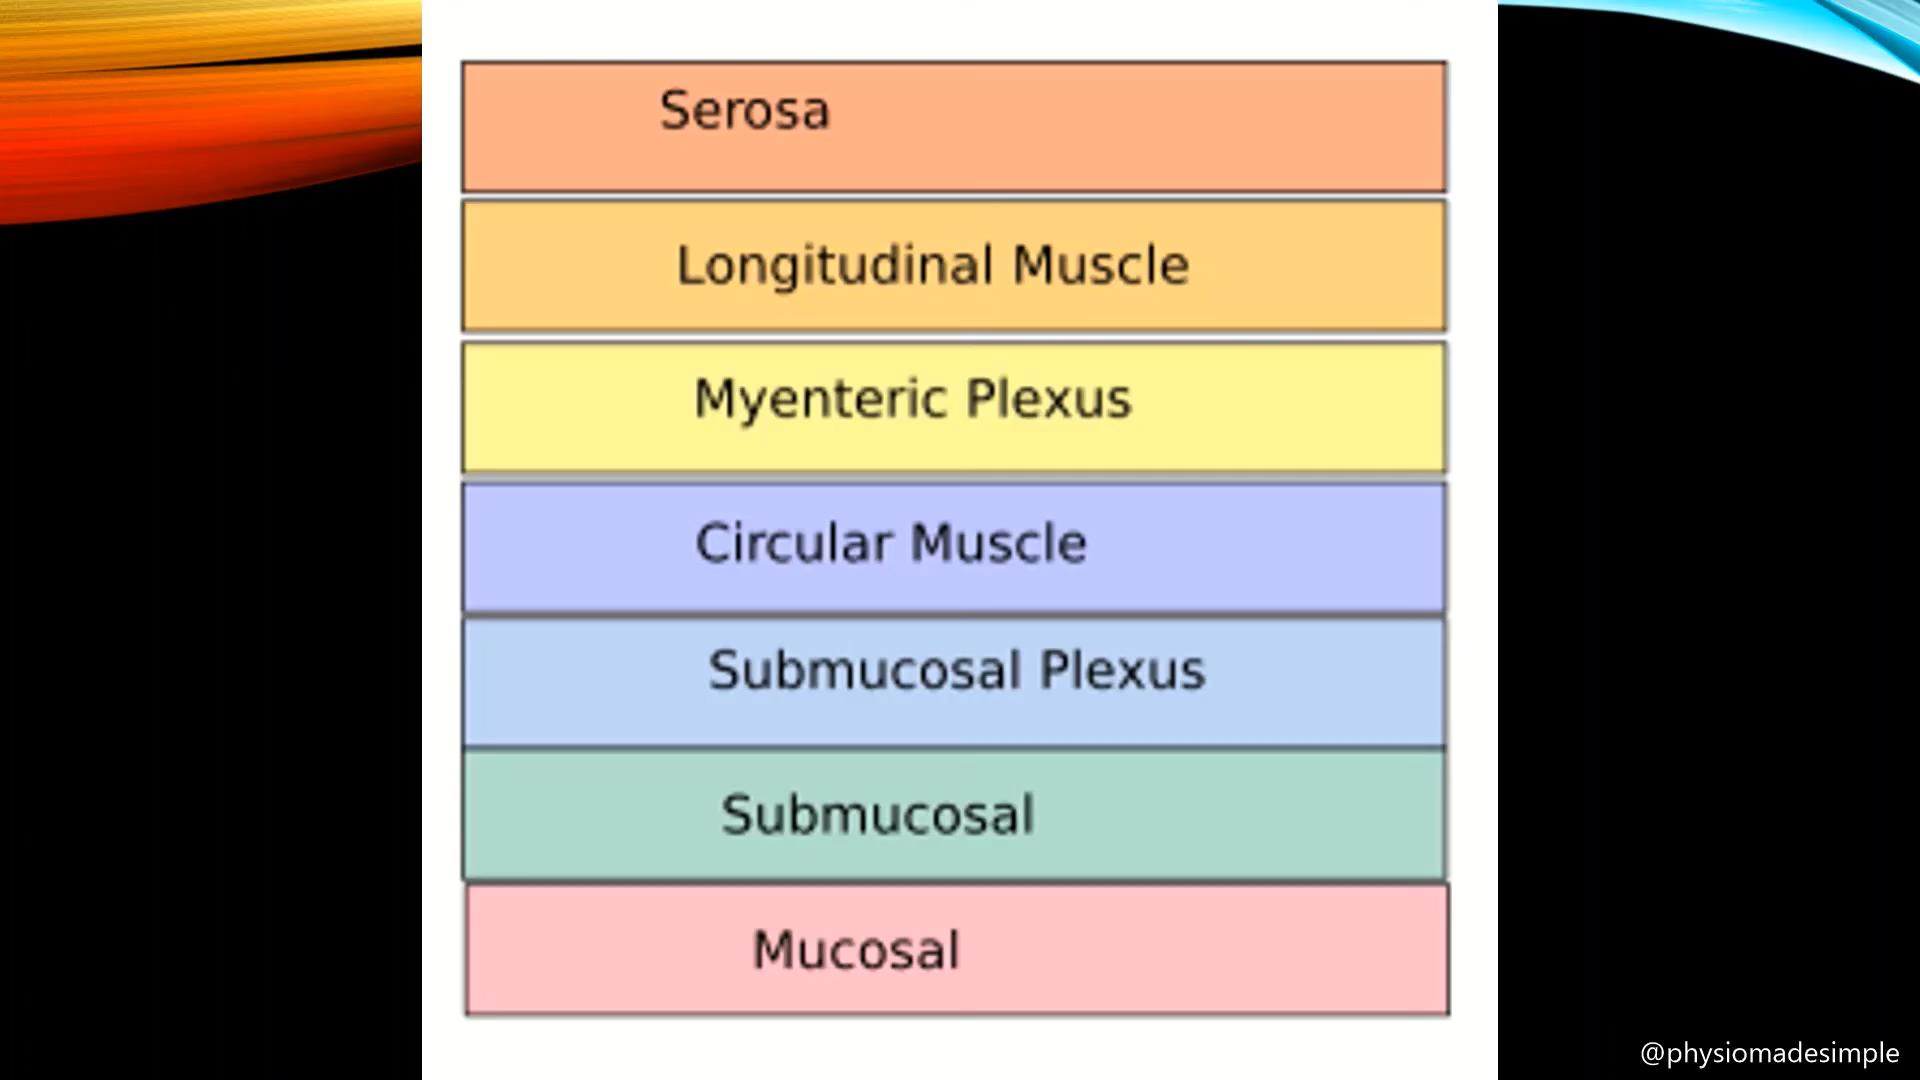 Serosa
Longitudinal Muscle
Myenteric Plexus
Circular Muscle
Submucosal Plexus
Submucosal
Mucosal
@physiomadesimple